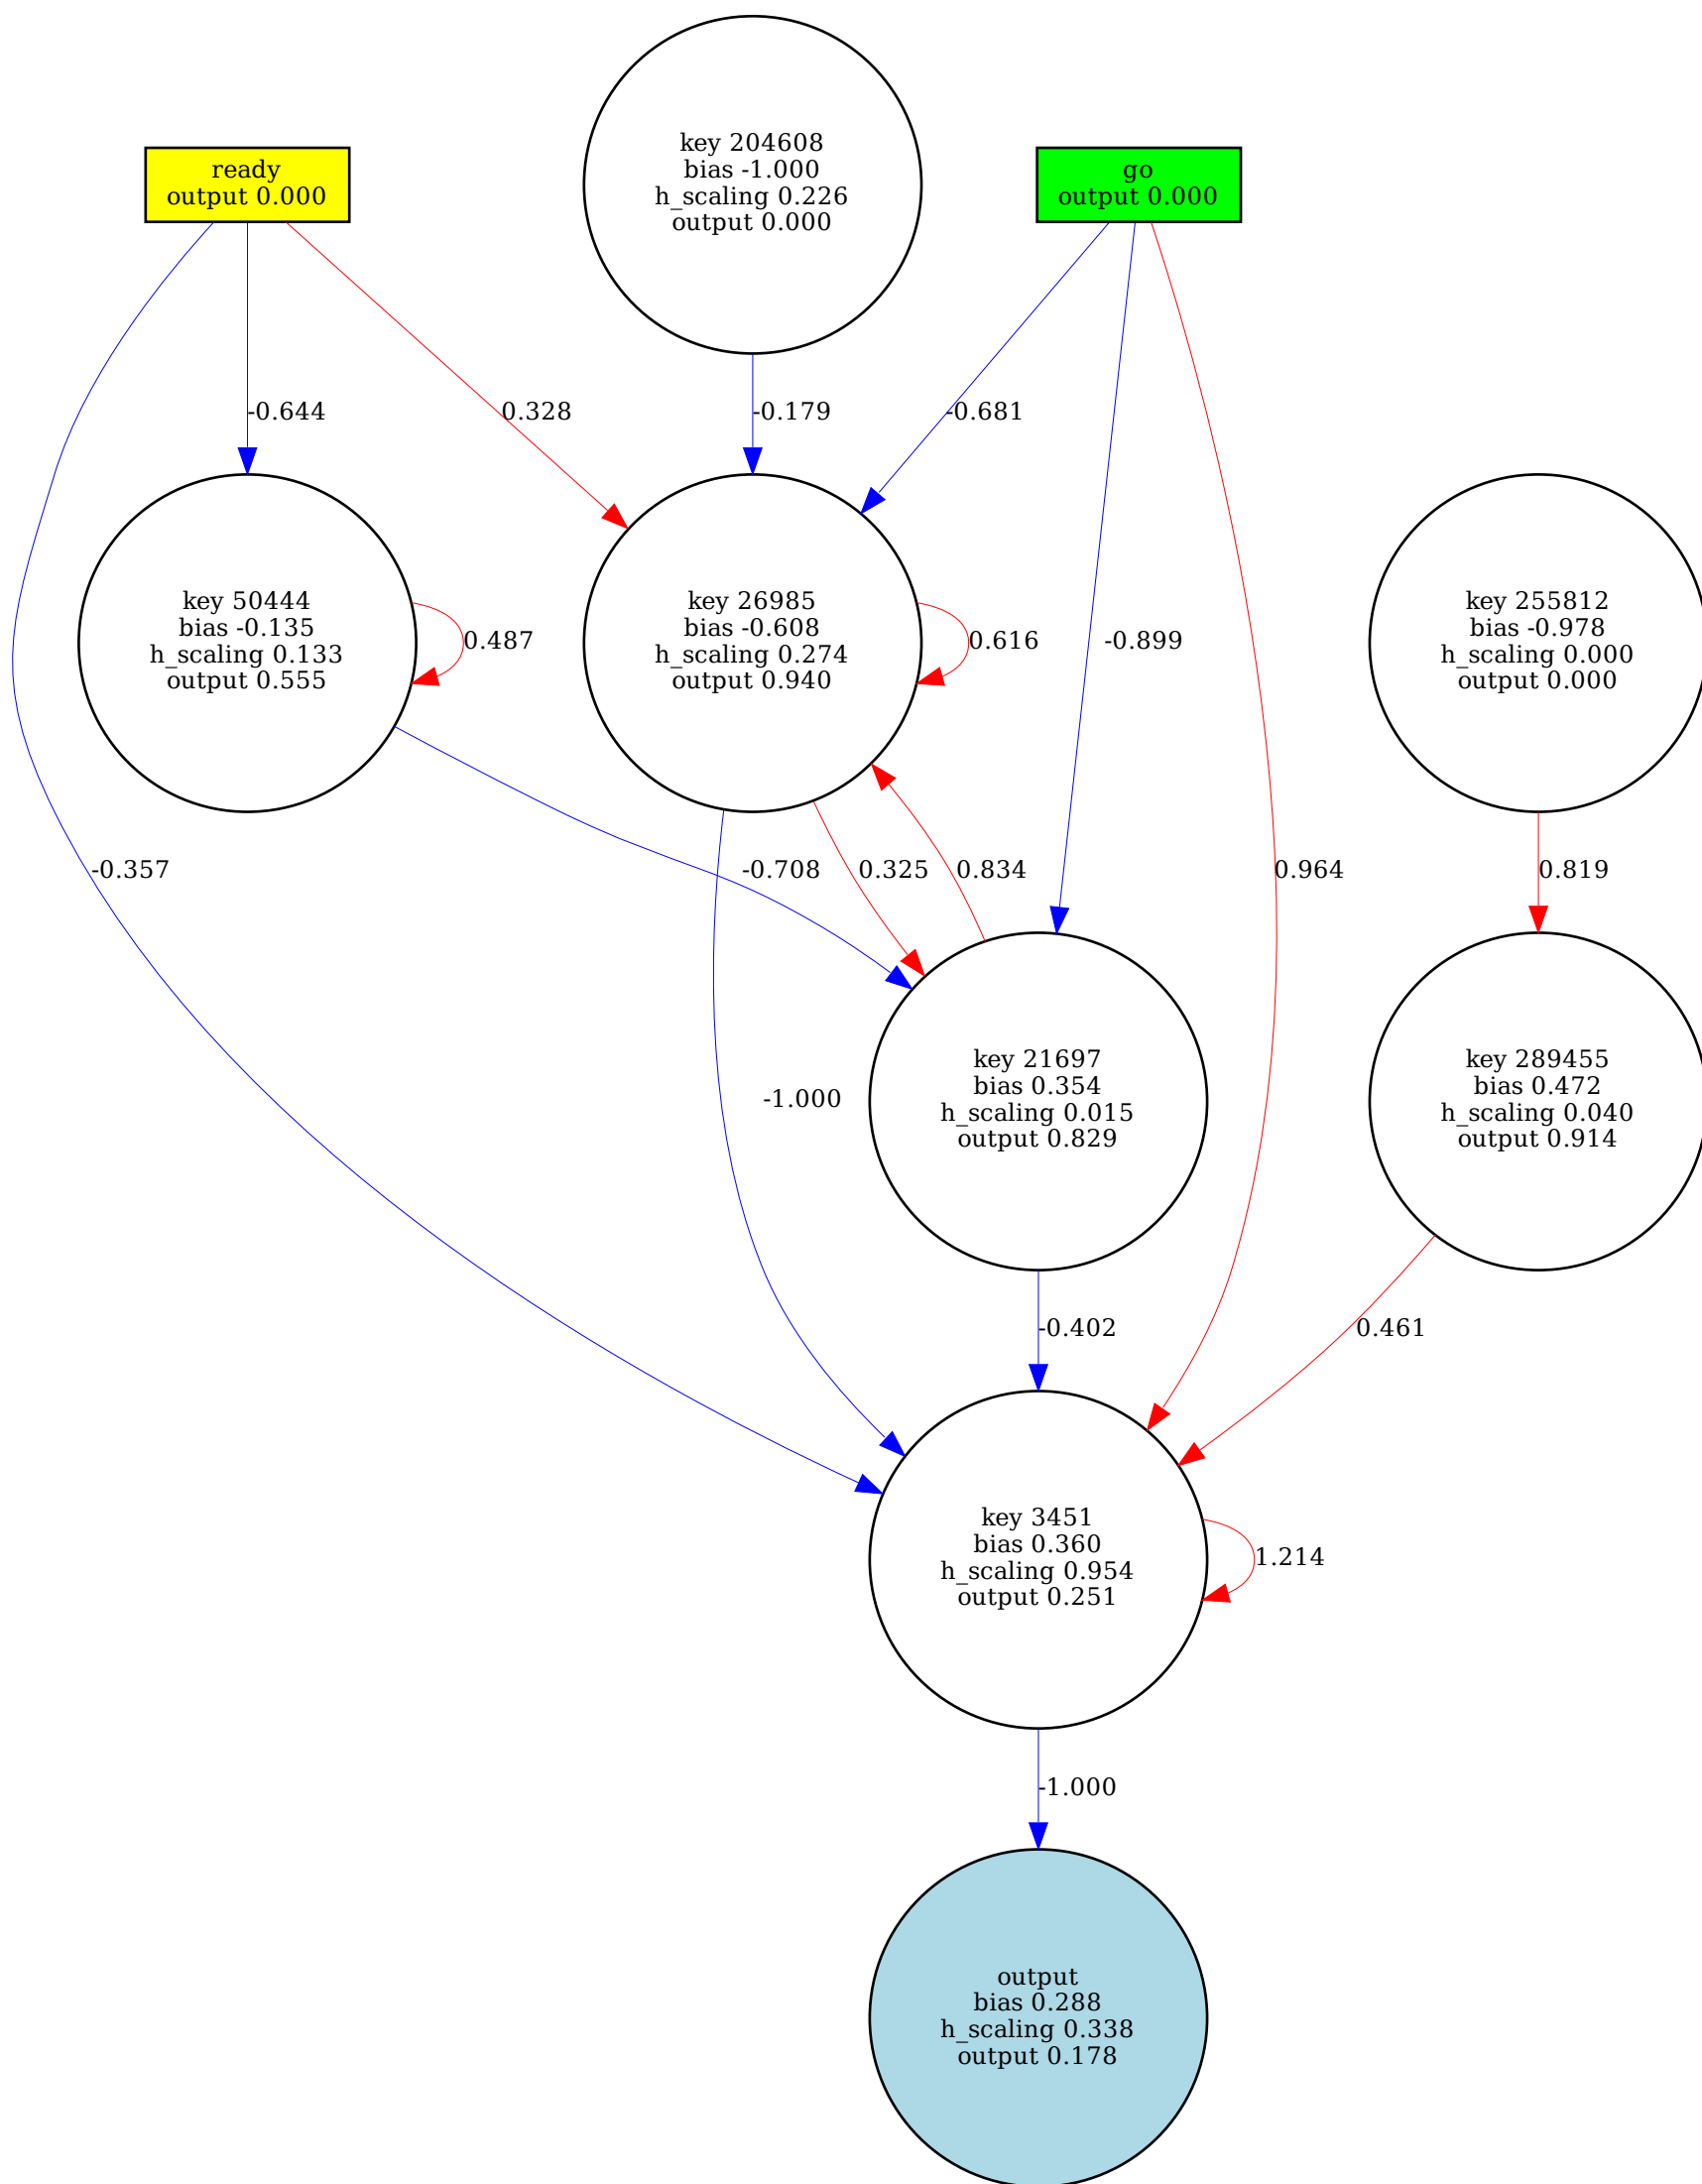 key 204608
bias -1.000
h_scaling 0.226
output 0.000
ready
output 0.000
go
output 0.000
-0.644
0.328
-0.179
-0.681
key 50444
bias -0.135
h_scaling 0.133
output 0.555
0.487
key 26985
bias -0.608
h_scaling 0.274
output 0.940
0.616
-0.899
key 255812
bias -0.978
h_scaling 0.000
output 0.000
-0.357
-0.708
0.325
0.834
0.964
0.819
-1.000
key 21697
bias 0.354
h_scaling 0.015
output 0.829
key 289455
bias 0.472
h_scaling 0.040
output 0.914
-0.402
0.461
key 3451
bias 0.360
h_scaling 0.954
output 0.251
1.214
-1.000
output
bias 0.288
h_scaling 0.338
output 0.178